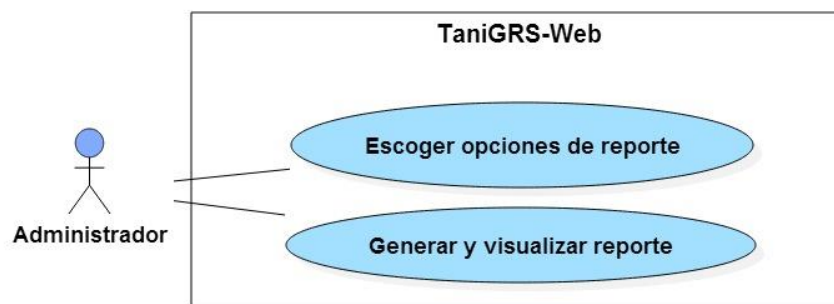 TaniGRS-Web
Escoger opciones de reporte
Administrador
Generar y visualizar reporte